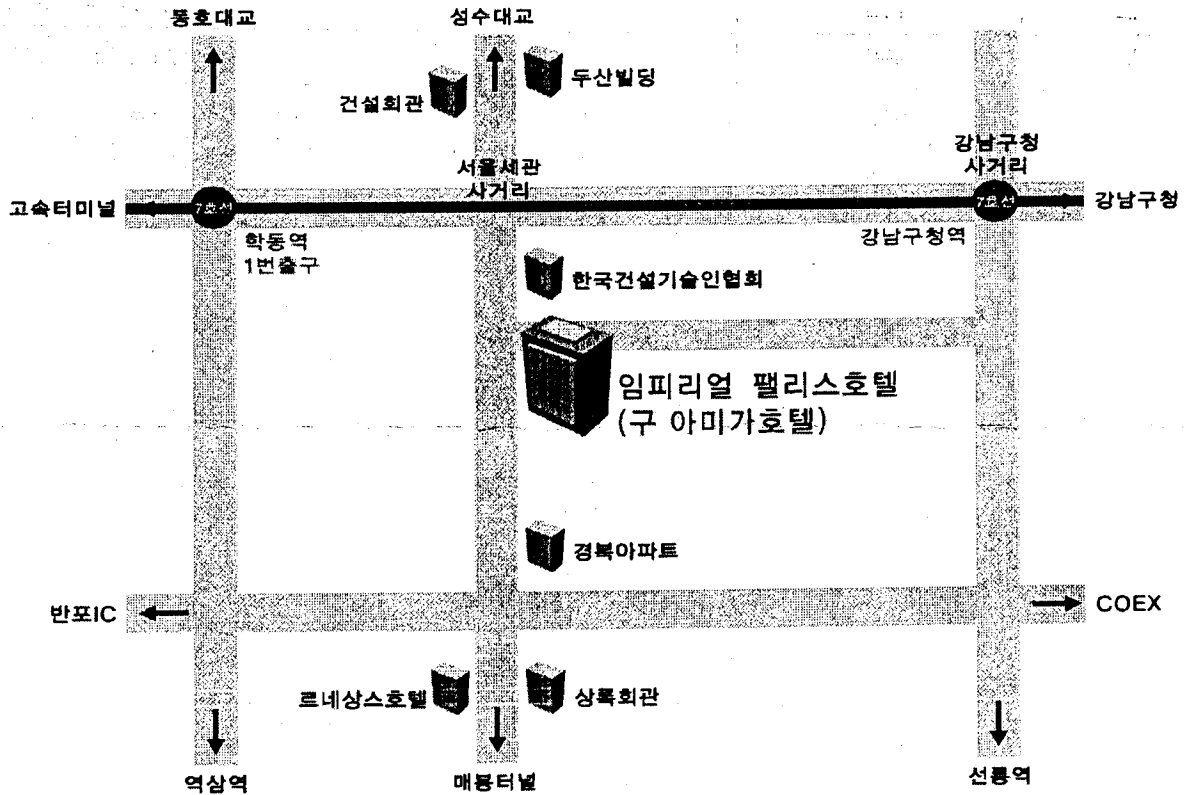 동호대교
성수대교
두산빌딩
건설회관
서울세관
사거리
강남구청
사거리
고속터미널
7호선
7호선
강남구청
학동역
1번출구
강남구청역
한국건설기술인협회
임피리얼 팰리스호텔
(구 아미가호텔)
경복아파트
반포IC
COEX
르네상스호텔
상록회관
역삼역
매봉터널
선릉역